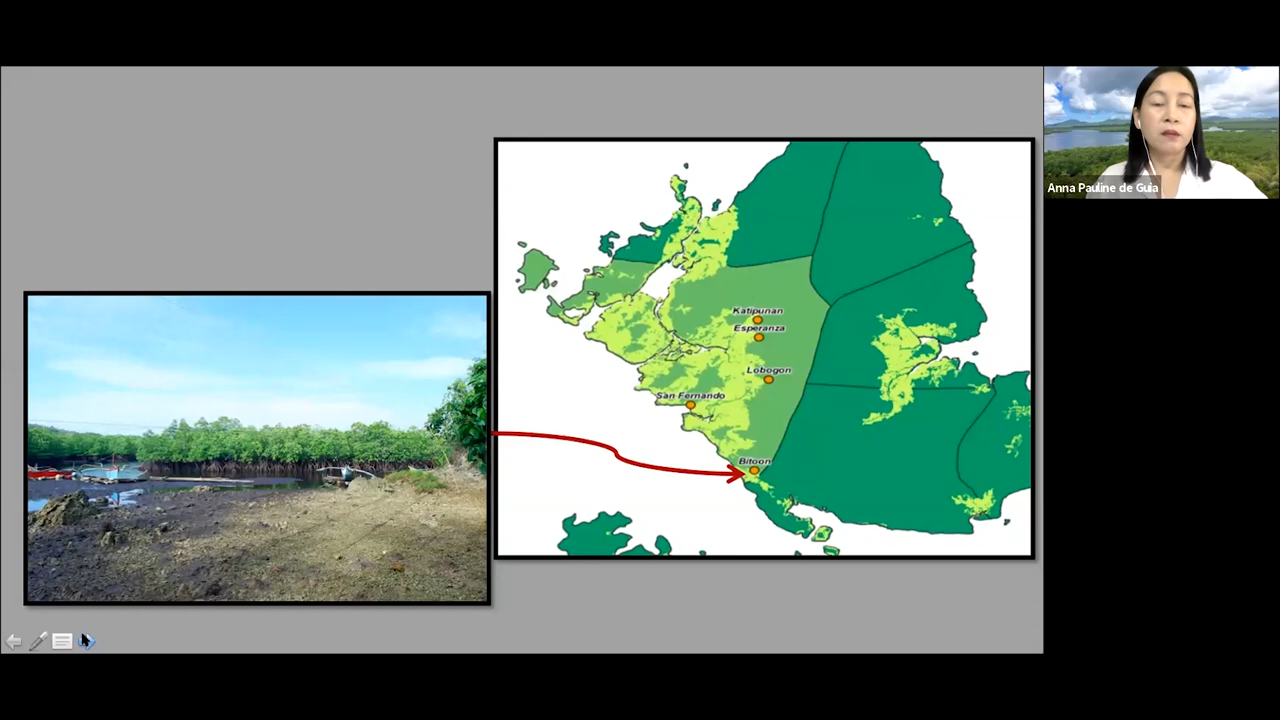 Katipunan
Esperanza
Lobogon
San Fernando
Bitoon
Anna Pauline de Guia